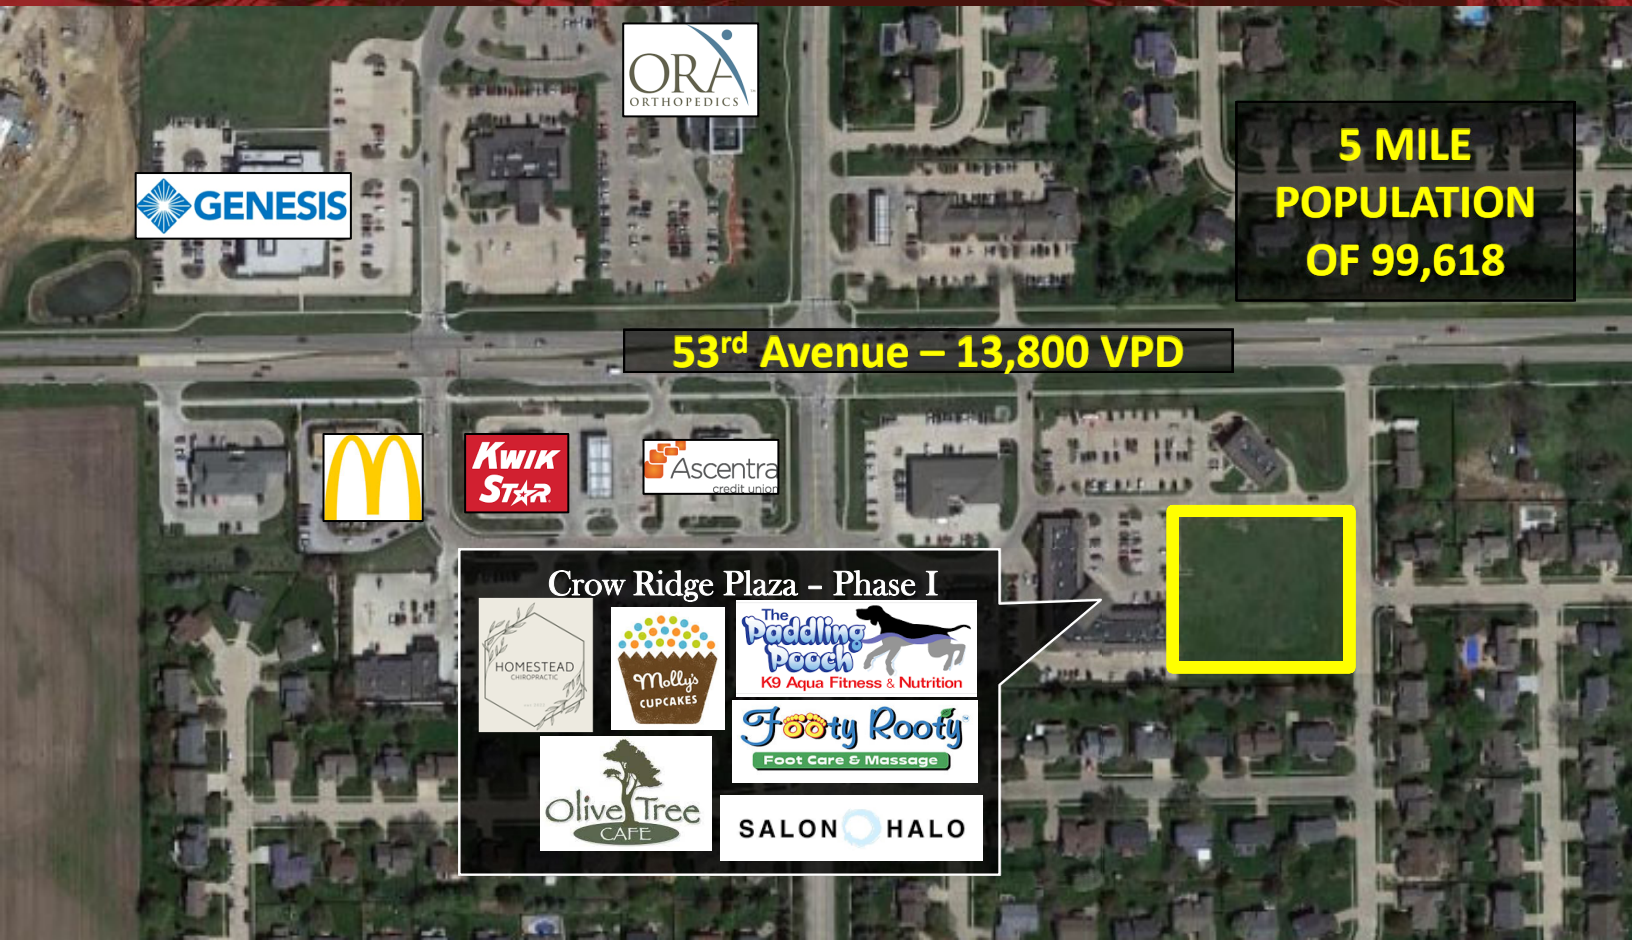 ORA
ORTHOPEDICS
5 MILE
POPULATION
OF 99,618
GENESIS
53rd Avenue – 13,800 VPD
KWIK
STAR
Ascentra
credit union
Crow Ridge Plaza – Phase I
HOMESTEAD
CHIROPRACTIC
Molly's
CUPCAKES
The
Paddling
Pooch
K9 Aqua Fitness & Nutrition
Footy Rooty™
Foot Care & Massage
Olive Tree
CAFE
SALON HALO